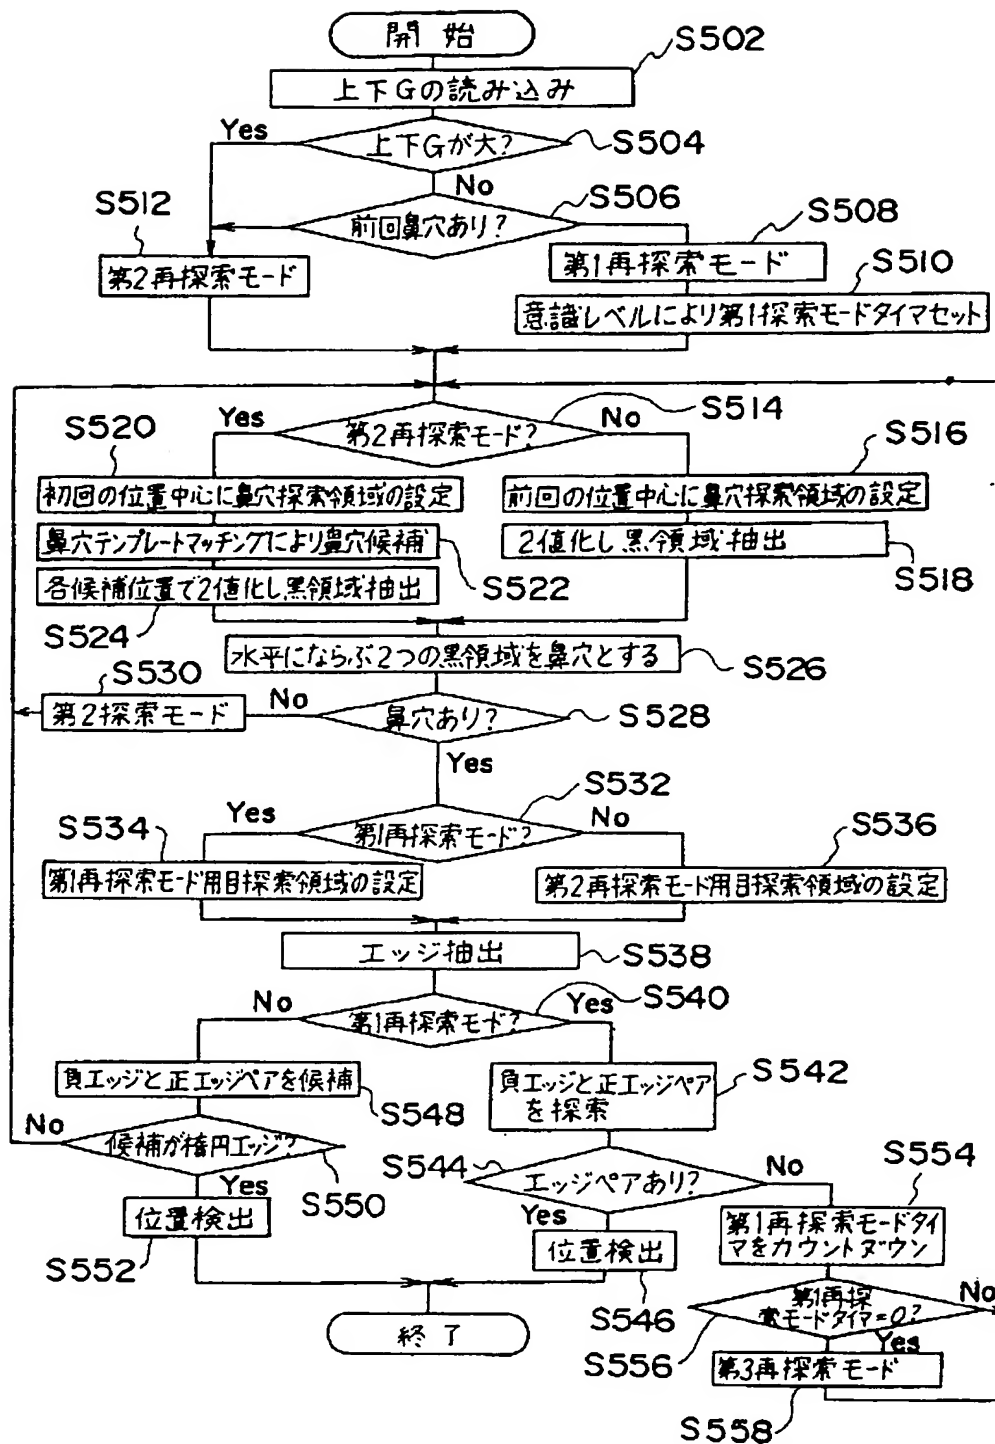 開始
S502
上下Gの読み込み
Yes
上下Gが大?
S504
No
S512
S506
前回鼻穴あり?
S508
第2再探索モード
第1再探索モード
S510
意識レベルにより第1探索モードタイマセット
S514
Yes
No
第2再探索モード?
S520
S516
初回の位置中心に鼻穴探索領域の設定
前回の位置中心に鼻穴探索領域の設定
鼻穴テンプレートマッチングにより鼻穴候補
2値化し黒領域抽出
S522
S518
各候補位置で2値化し黒領域抽出
S524
水平にならぶ2つの黒領域を鼻穴とする
S526
S530
第2探索モード
No
鼻穴あり?
S528
Yes
S532
S534
Yes
No
第1再探索モード?
S536
第1再探索モード用目探索領域の設定
第2再探索モード用目探索領域の設定
エッジ抽出
S538
S540
No
Yes
第1再探索モード?
負エッジと正エッジペアを候補
S548
負エッジと正エッジペア
を探索
S542
No
候補が楕円エッジ?
S544
エッジペアあり?
No
S554
Yes
S550
位置検出
S552
Yes
位置検出
S546
第1再探索モードタイ
マをカウントダウン
No
第1再探
索モードタイマ=0?
S556
Yes
終了
第3再探索モード
S558